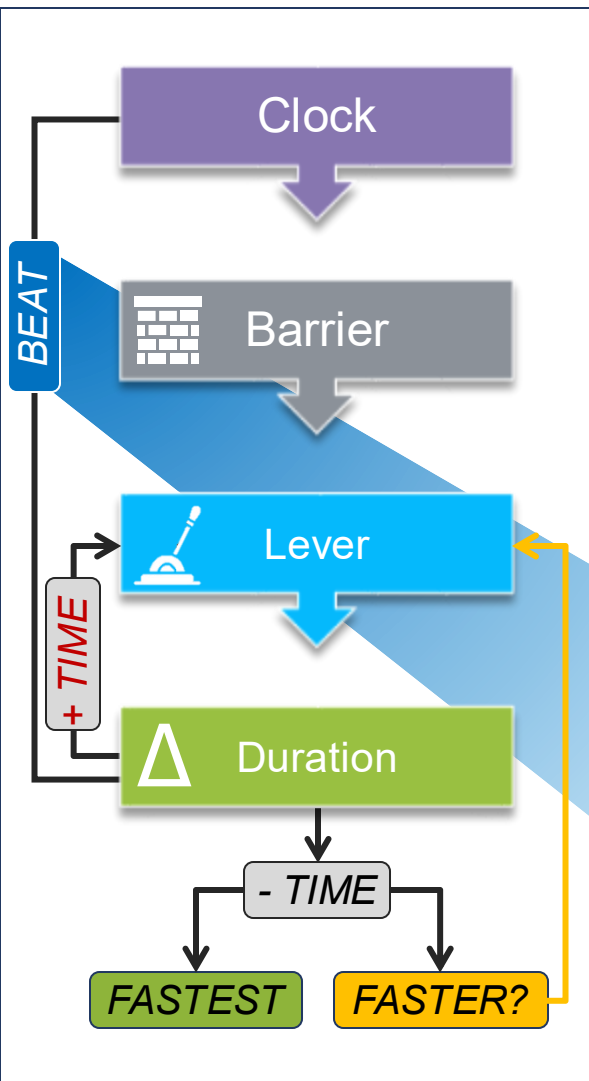 Clock
BEAT
Barrier
Lever
+ TIME
Δ Duration
- TIME
FASTEST
FASTER?